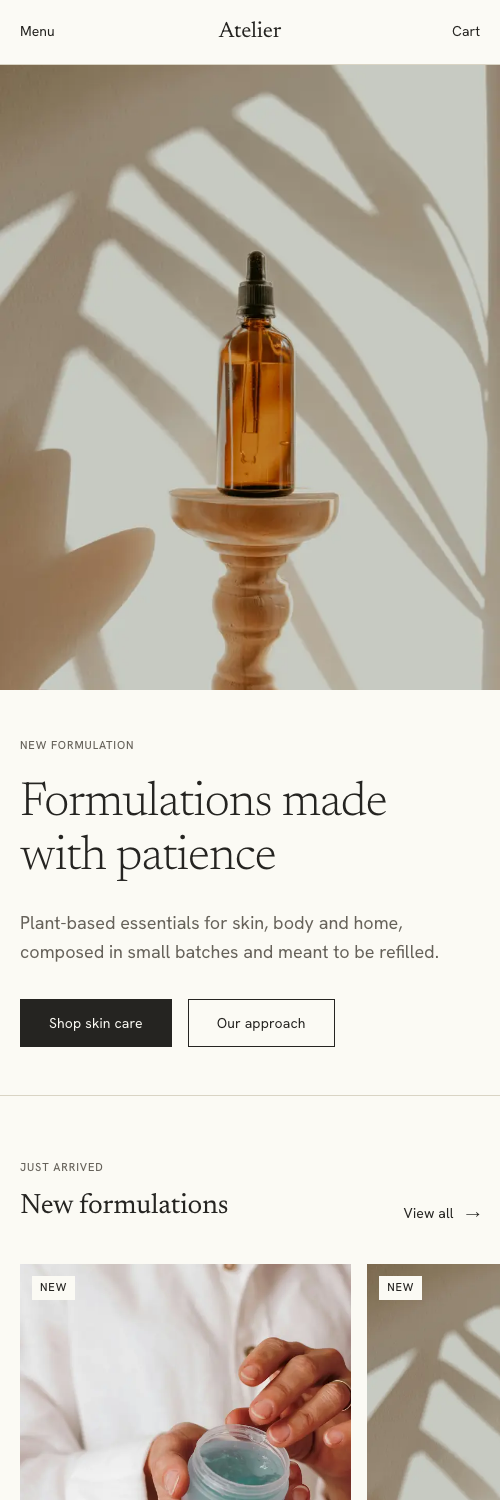 Menu
Atelier
Cart
NEW FORMULATION
Formulations made
with patience
Plant-based essentials for skin, body and home,
composed in small batches and meant to be refilled.
Shop skin care
Our approach
JUST ARRIVED
New formulations
View all →
NEW
NEW